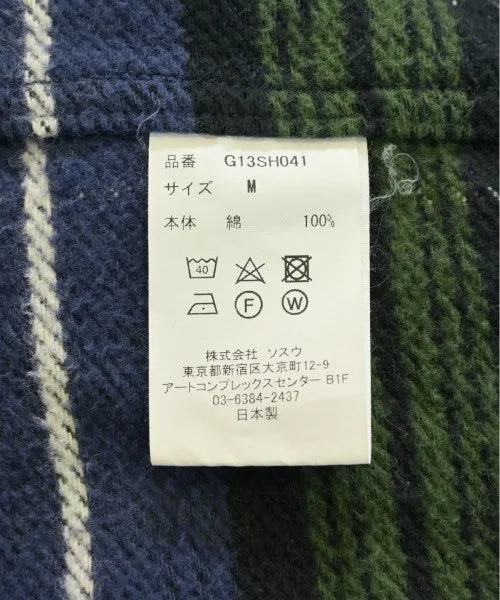 品番 G13SH041
サイズ M
本体 綿 100%
40
F W
株式会社 ソスウ
東京都新宿区大京町12-9
アートコンプレックスセンター B1F
03-6384-2437
日本製